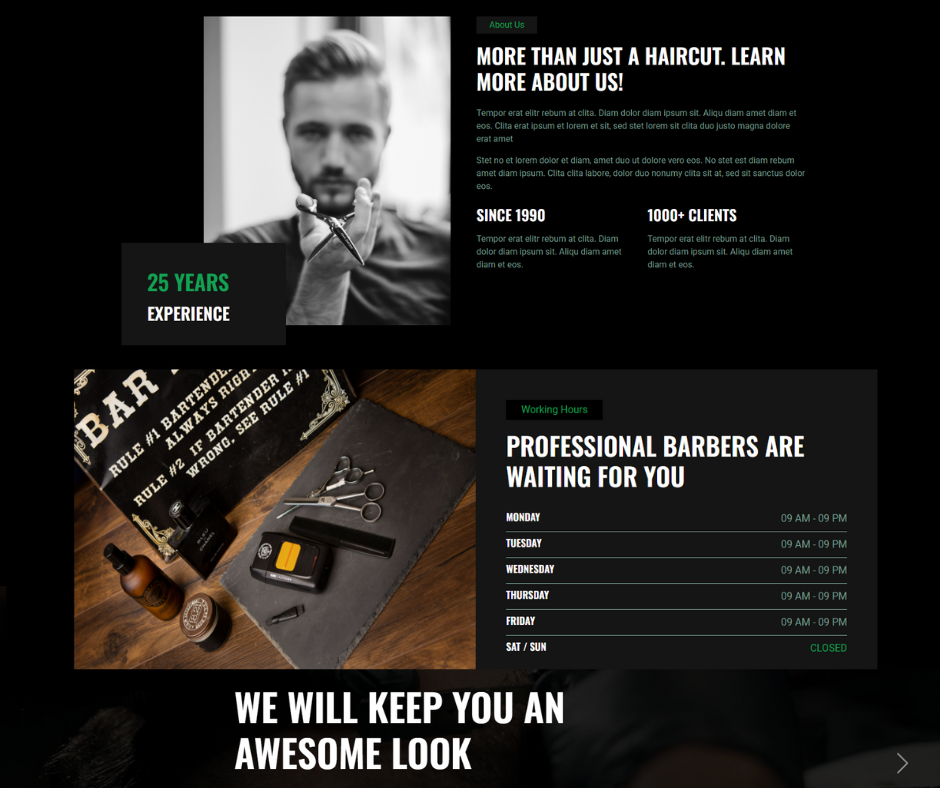 About Us
MORE THAN JUST A HAIRCUT. LEARN
MORE ABOUT US!
Tempor erat elitr rebum at clita. Diam dolor diam ipsum sit. Aliqu diam amet diam et
eos. Clita erat ipsum et lorem et sit, sed stet lorem sit clita duo justo magna dolore
erat amet
Stet no et lorem dolor et diam, amet duo ut dolore vero eos. No stet est diam rebum
amet diam ipsum. Clita clita labore, dolor duo nonumy clita sit at, sed sit sanctus dolor
eos.
SINCE 1990
Tempor erat elitr rebum at clita. Diam
dolor diam ipsum sit. Aliqu diam amet
diam et eos.
1000+ CLIENTS
Tempor erat elitr rebum at clita. Diam
dolor diam ipsum sit. Aliqu diam amet
diam et eos.
25 YEARS
EXPERIENCE
BAR
RULE #1 BARTENDER
ALWAYS RIGHT
RULE #2 IF BARTENDER IS
WRONG, SEE RULE #1
BLEU
CHANEL
Working Hours
PROFESSIONAL BARBERS ARE
WAITING FOR YOU
MONDAY 09 AM - 09 PM
TUESDAY 09 AM - 09 PM
WEDNESDAY 09 AM - 09 PM
THURSDAY 09 AM - 09 PM
FRIDAY 09 AM - 09 PM
SAT / SUN CLOSED
WE WILL KEEP YOU AN
AWESOME LOOK